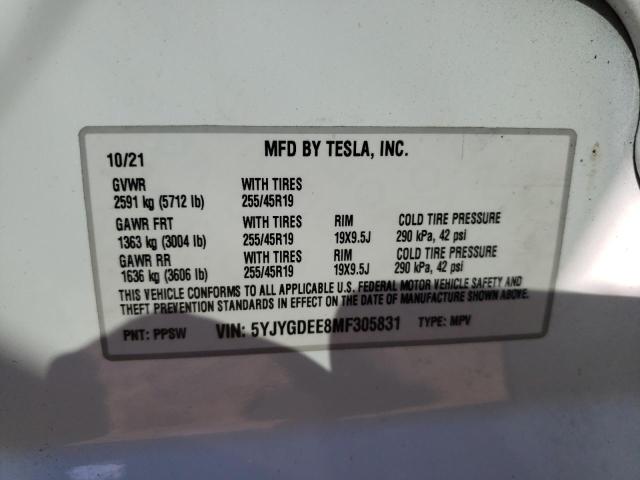 MFD BY TESLA, INC.
10/21
GVWR WITH TIRES
2591 kg (5712 lb) 255/45R19
GAWR FRT WITH TIRES RIM COLD TIRE PRESSURE
1363 kg (3004 lb) 255/45R19 19X9.5J 290 kPa, 42 psi
GAWR RR WITH TIRES RIM COLD TIRE PRESSURE
1636 kg (3606 lb) 255/45R19 19X9.5J 290 kPa, 42 psi
THIS VEHICLE CONFORMS TO ALL APPLICABLE U.S. FEDERAL MOTOR VEHICLE SAFETY AND
THEFT PREVENTION STANDARDS IN EFFECT ON THE DATE OF MANUFACTURE SHOWN ABOVE.
PNT: PPSW VIN: 5YJYGDEE8MF305831 TYPE: MPV